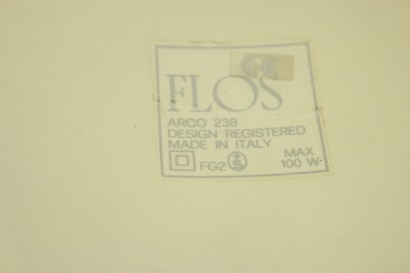 FLOS
ARCO 238
DESIGN REGISTERED
MADE IN ITALY
FG2 S MAX
100 W